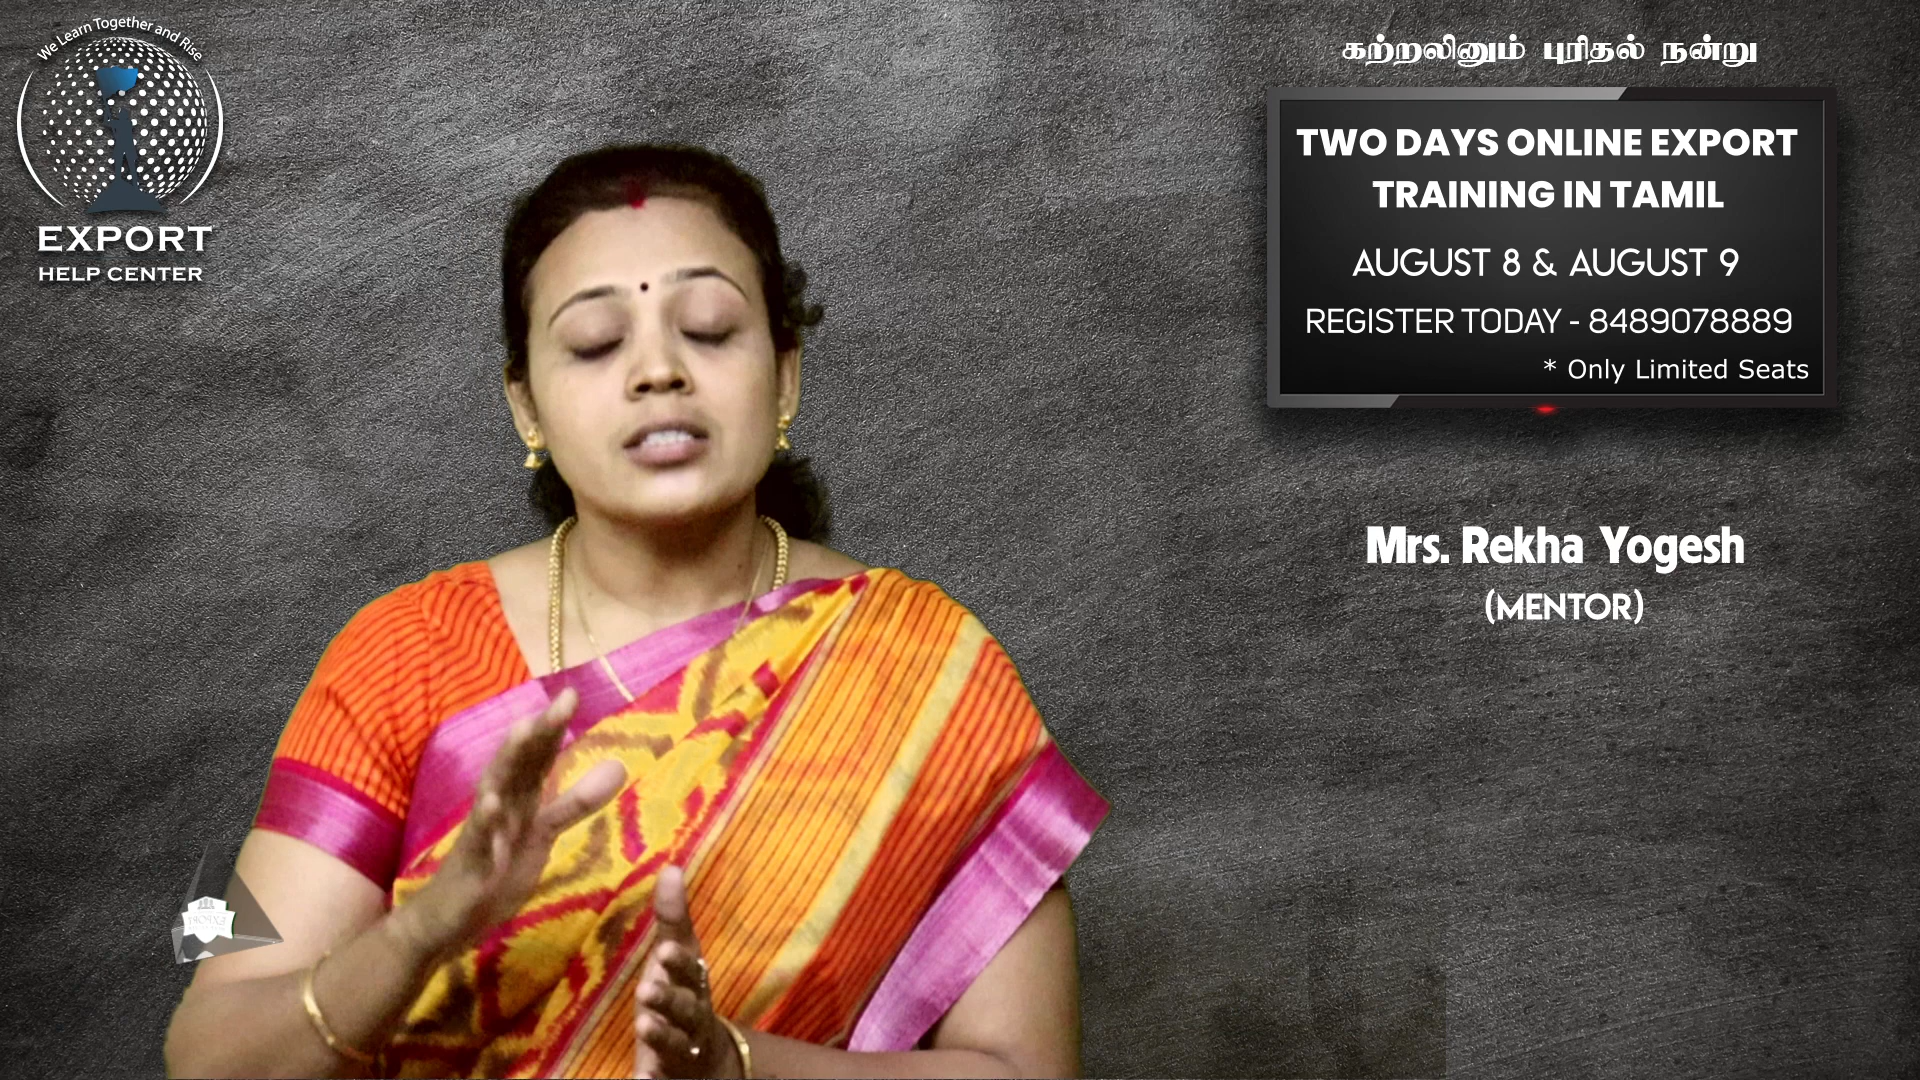 We Learn Together and Rise
EXPORT
HELP CENTER
கற்றலினும் புரிதல் நன்று
TWO DAYS ONLINE EXPORT
TRAINING IN TAMIL
AUGUST 8 & AUGUST 9
REGISTER TODAY - 8489078889
* Only Limited Seats
Mrs. Rekha Yogesh
(MENTOR)